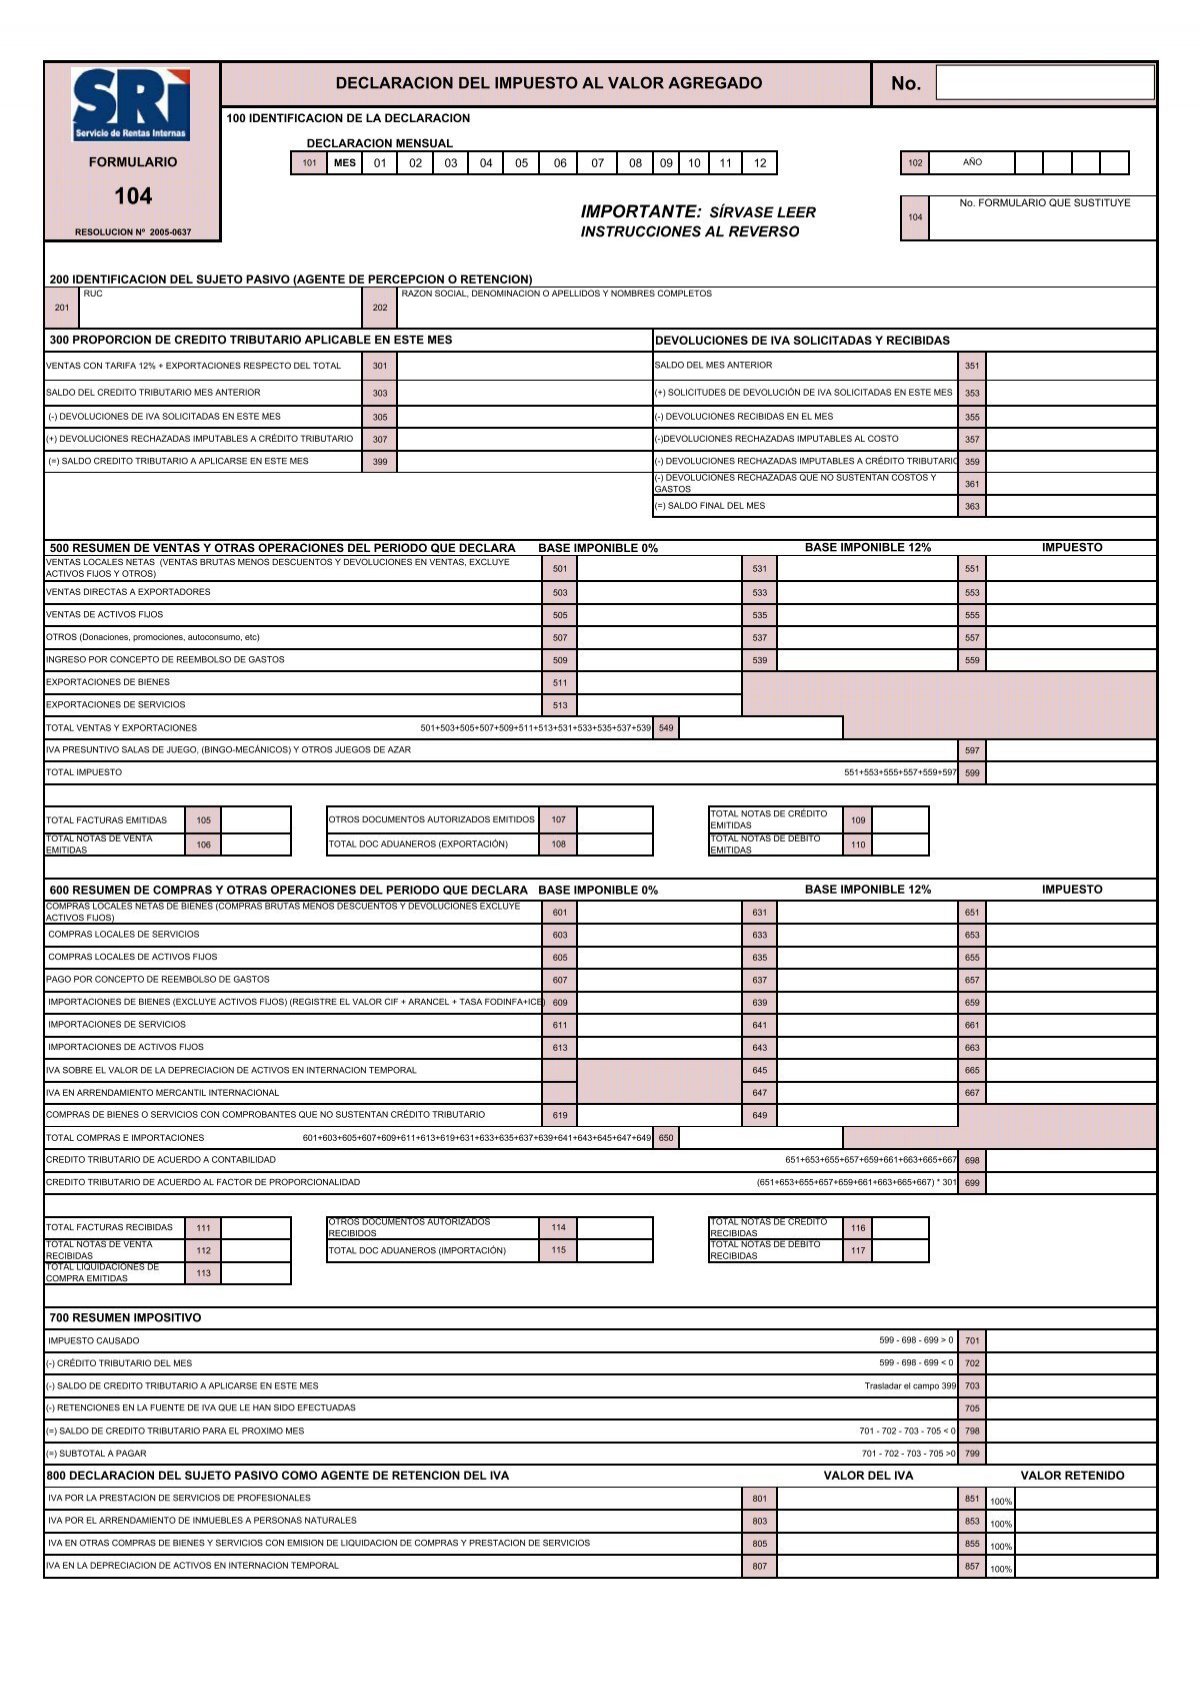 SRi
Servicio de Rentas Internas
FORMULARIO
104
RESOLUCION Nº 2005-0637
DECLARACION DEL IMPUESTO AL VALOR AGREGADO
No.
100 IDENTIFICACION DE LA DECLARACION
DECLARACION MENSUAL
101 MES 01 02 03 04 05 06 07 08 09 10 11 12
102 AÑO
IMPORTANTE: SÍRVASE LEER
INSTRUCCIONES AL REVERSO
104 No. FORMULARIO QUE SUSTITUYE
200 IDENTIFICACION DEL SUJETO PASIVO (AGENTE DE PERCEPCION O RETENCION)
201 RUC
202 RAZON SOCIAL, DENOMINACION O APELLIDOS Y NOMBRES COMPLETOS
300 PROPORCION DE CREDITO TRIBUTARIO APLICABLE EN ESTE MES
VENTAS CON TARIFA 12% + EXPORTACIONES RESPECTO DEL TOTAL 301
SALDO DEL CREDITO TRIBUTARIO MES ANTERIOR 303
(-) DEVOLUCIONES DE IVA SOLICITADAS EN ESTE MES 305
(+) DEVOLUCIONES RECHAZADAS IMPUTABLES A CRÉDITO TRIBUTARIO 307
(=) SALDO CREDITO TRIBUTARIO A APLICARSE EN ESTE MES 399
DEVOLUCIONES DE IVA SOLICITADAS Y RECIBIDAS
SALDO DEL MES ANTERIOR 351
(+) SOLICITUDES DE DEVOLUCIÓN DE IVA SOLICITADAS EN ESTE MES 353
(-) DEVOLUCIONES RECIBIDAS EN EL MES 355
(-)DEVOLUCIONES RECHAZADAS IMPUTABLES AL COSTO 357
(-) DEVOLUCIONES RECHAZADAS IMPUTABLES A CRÉDITO TRIBUTARIO 359
(-) DEVOLUCIONES RECHAZADAS QUE NO SUSTENTAN COSTOS Y
GASTOS 361
(=) SALDO FINAL DEL MES 363
500 RESUMEN DE VENTAS Y OTRAS OPERACIONES DEL PERIODO QUE DECLARA BASE IMPONIBLE 0% BASE IMPONIBLE 12% IMPUESTO
VENTAS LOCALES NETAS (VENTAS BRUTAS MENOS DESCUENTOS Y DEVOLUCIONES EN VENTAS, EXCLUYE
ACTIVOS FIJOS Y OTROS) 501 531 551
VENTAS DIRECTAS A EXPORTADORES 503 533 553
VENTAS DE ACTIVOS FIJOS 505 535 555
OTROS (Donaciones, promociones, autoconsumo, etc) 507 537 557
INGRESO POR CONCEPTO DE REEMBOLSO DE GASTOS 509 539 559
EXPORTACIONES DE BIENES 511
EXPORTACIONES DE SERVICIOS 513
TOTAL VENTAS Y EXPORTACIONES 501+503+505+507+509+511+513+531+533+535+537+539 549
IVA PRESUNTIVO SALAS DE JUEGO, (BINGO-MECÁNICOS) Y OTROS JUEGOS DE AZAR 597
TOTAL IMPUESTO 551+553+555+557+559+597 599
TOTAL FACTURAS EMITIDAS 105
TOTAL NOTAS DE VENTA
EMITIDAS 106
OTROS DOCUMENTOS AUTORIZADOS EMITIDOS 107
TOTAL DOC ADUANEROS (EXPORTACIÓN) 108
TOTAL NOTAS DE CRÉDITO
EMITIDAS 109
TOTAL NOTAS DE DEBITO
EMITIDAS 110
600 RESUMEN DE COMPRAS Y OTRAS OPERACIONES DEL PERIODO QUE DECLARA BASE IMPONIBLE 0% BASE IMPONIBLE 12% IMPUESTO
COMPRAS LOCALES NETAS DE BIENES (COMPRAS BRUTAS MENOS DESCUENTOS Y DEVOLUCIONES EXCLUYE
ACTIVOS FIJOS) 601 631 651
COMPRAS LOCALES DE SERVICIOS 603 633 653
COMPRAS LOCALES DE ACTIVOS FIJOS 605 635 655
PAGO POR CONCEPTO DE REEMBOLSO DE GASTOS 607 637 657
IMPORTACIONES DE BIENES (EXCLUYE ACTIVOS FIJOS) (REGISTRE EL VALOR CIF + ARANCEL + TASA FODINFA+ICE) 609 639 659
IMPORTACIONES DE SERVICIOS 611 641 661
IMPORTACIONES DE ACTIVOS FIJOS 613 643 663
IVA SOBRE EL VALOR DE LA DEPRECIACION DE ACTIVOS EN INTERNACION TEMPORAL 645 665
IVA EN ARRENDAMIENTO MERCANTIL INTERNACIONAL 647 667
COMPRAS DE BIENES O SERVICIOS CON COMPROBANTES QUE NO SUSTENTAN CRÉDITO TRIBUTARIO 619 649
TOTAL COMPRAS E IMPORTACIONES 601+603+605+607+609+611+613+619+631+633+635+637+639+641+643+645+647+649 650
CREDITO TRIBUTARIO DE ACUERDO A CONTABILIDAD 651+653+655+657+659+661+663+665+667 698
CREDITO TRIBUTARIO DE ACUERDO AL FACTOR DE PROPORCIONALIDAD (651+653+655+657+659+661+663+665+667) * 301 699
TOTAL FACTURAS RECIBIDAS 111
TOTAL NOTAS DE VENTA
RECIBIDAS 112
TOTAL LIQUIDACIONES DE
COMPRA EMITIDAS 113
OTROS DOCUMENTOS AUTORIZADOS
RECIBIDOS 114
TOTAL DOC ADUANEROS (IMPORTACIÓN) 115
TOTAL NOTAS DE CREDITO
RECIBIDAS 116
TOTAL NOTAS DE DEBITO
RECIBIDAS 117
700 RESUMEN IMPOSITIVO
IMPUESTO CAUSADO 599 - 698 - 699 > 0 701
(-) CRÉDITO TRIBUTARIO DEL MES 599 - 698 - 699 < 0 702
(-) SALDO DE CREDITO TRIBUTARIO A APLICARSE EN ESTE MES Trasladar el campo 399 703
(-) RETENCIONES EN LA FUENTE DE IVA QUE LE HAN SIDO EFECTUADAS 705
(=) SALDO DE CREDITO TRIBUTARIO PARA EL PROXIMO MES 701 - 702 - 703 - 705 < 0 798
(=) SUBTOTAL A PAGAR 701 - 702 - 703 - 705 >0 799
800 DECLARACION DEL SUJETO PASIVO COMO AGENTE DE RETENCION DEL IVA VALOR DEL IVA VALOR RETENIDO
IVA POR LA PRESTACION DE SERVICIOS DE PROFESIONALES 801 851 100%
IVA POR EL ARRENDAMIENTO DE INMUEBLES A PERSONAS NATURALES 803 853 100%
IVA EN OTRAS COMPRAS DE BIENES Y SERVICIOS CON EMISION DE LIQUIDACION DE COMPRAS Y PRESTACION DE SERVICIOS 805 855 100%
IVA EN LA DEPRECIACION DE ACTIVOS EN INTERNACION TEMPORAL 807 857 100%